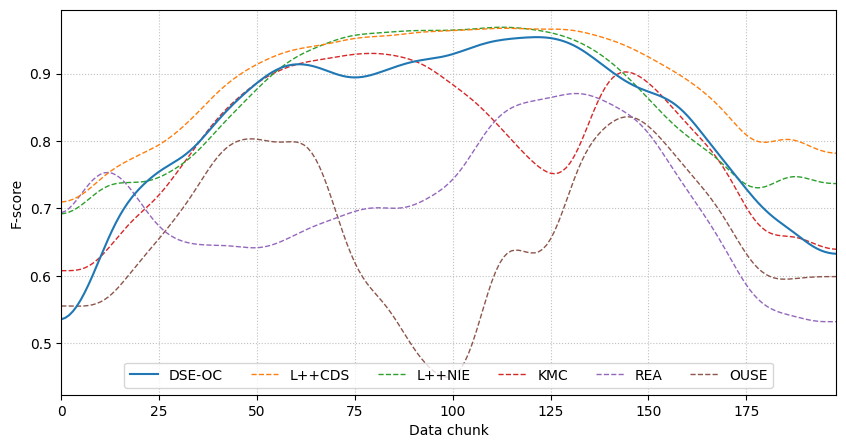 F-score
0.9
0.8
0.7
0.6
0.5
DSE-OC L++CDS L++NIE KMC REA OUSE
0 25 50 75 100 125 150 175
Data chunk